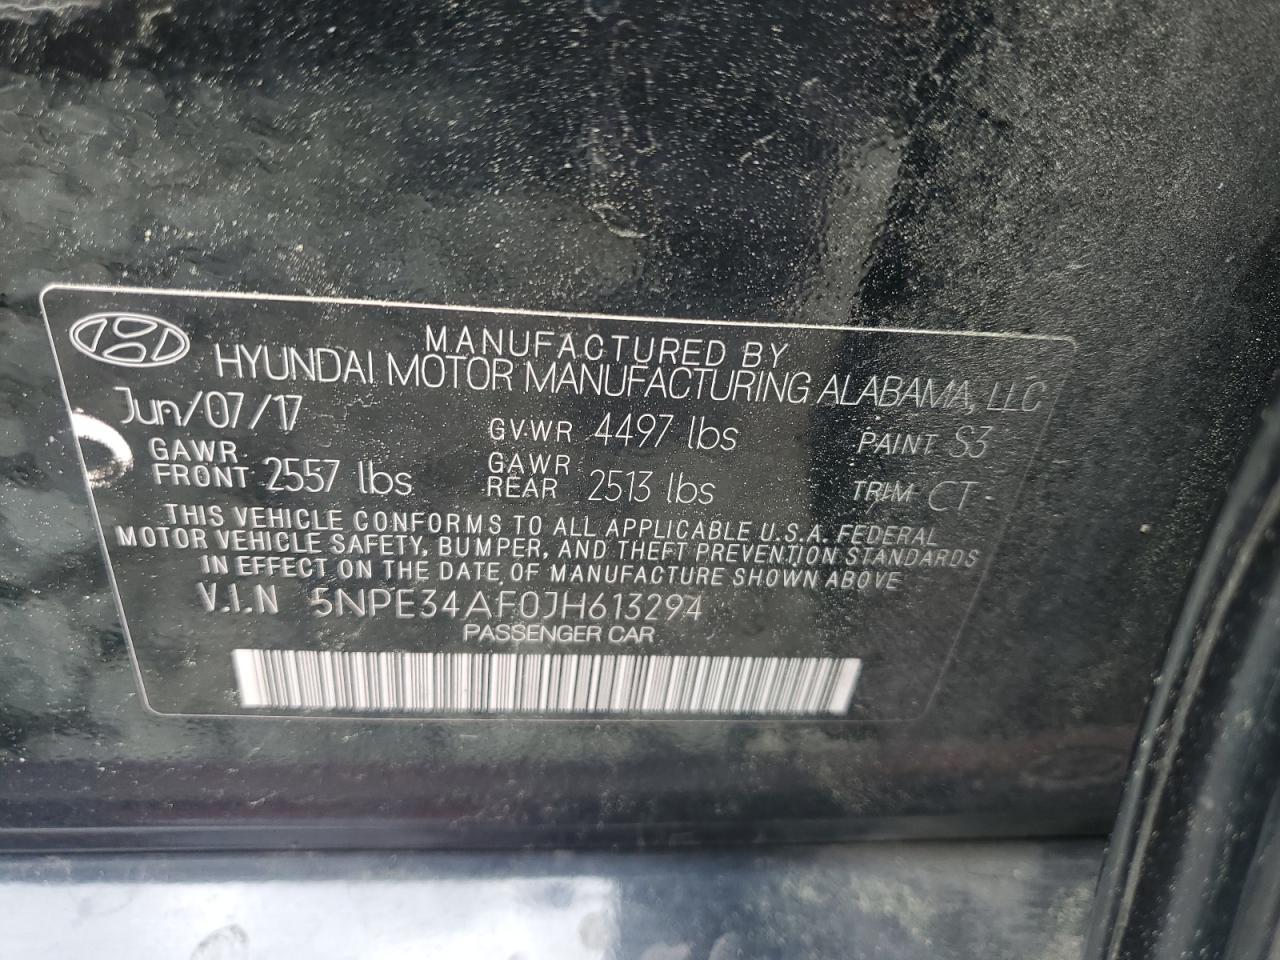 MANUFACTURED BY
HYUNDAI MOTOR MANUFACTURING ALABAMA, LLC
Jun/07/17 GVWR 4497 lbs PAINT S3
GAWR FRONT 2557 lbs GAWR REAR 2513 lbs TRIM CT
THIS VEHICLE CONFORMS TO ALL APPLICABLE U.S.A. FEDERAL
MOTOR VEHICLE SAFETY, BUMPER, AND THEFT PREVENTION STANDARDS
IN EFFECT ON THE DATE OF MANUFACTURE SHOWN ABOVE
V.I.N 5NPE34AF0JH613294
PASSENGER CAR